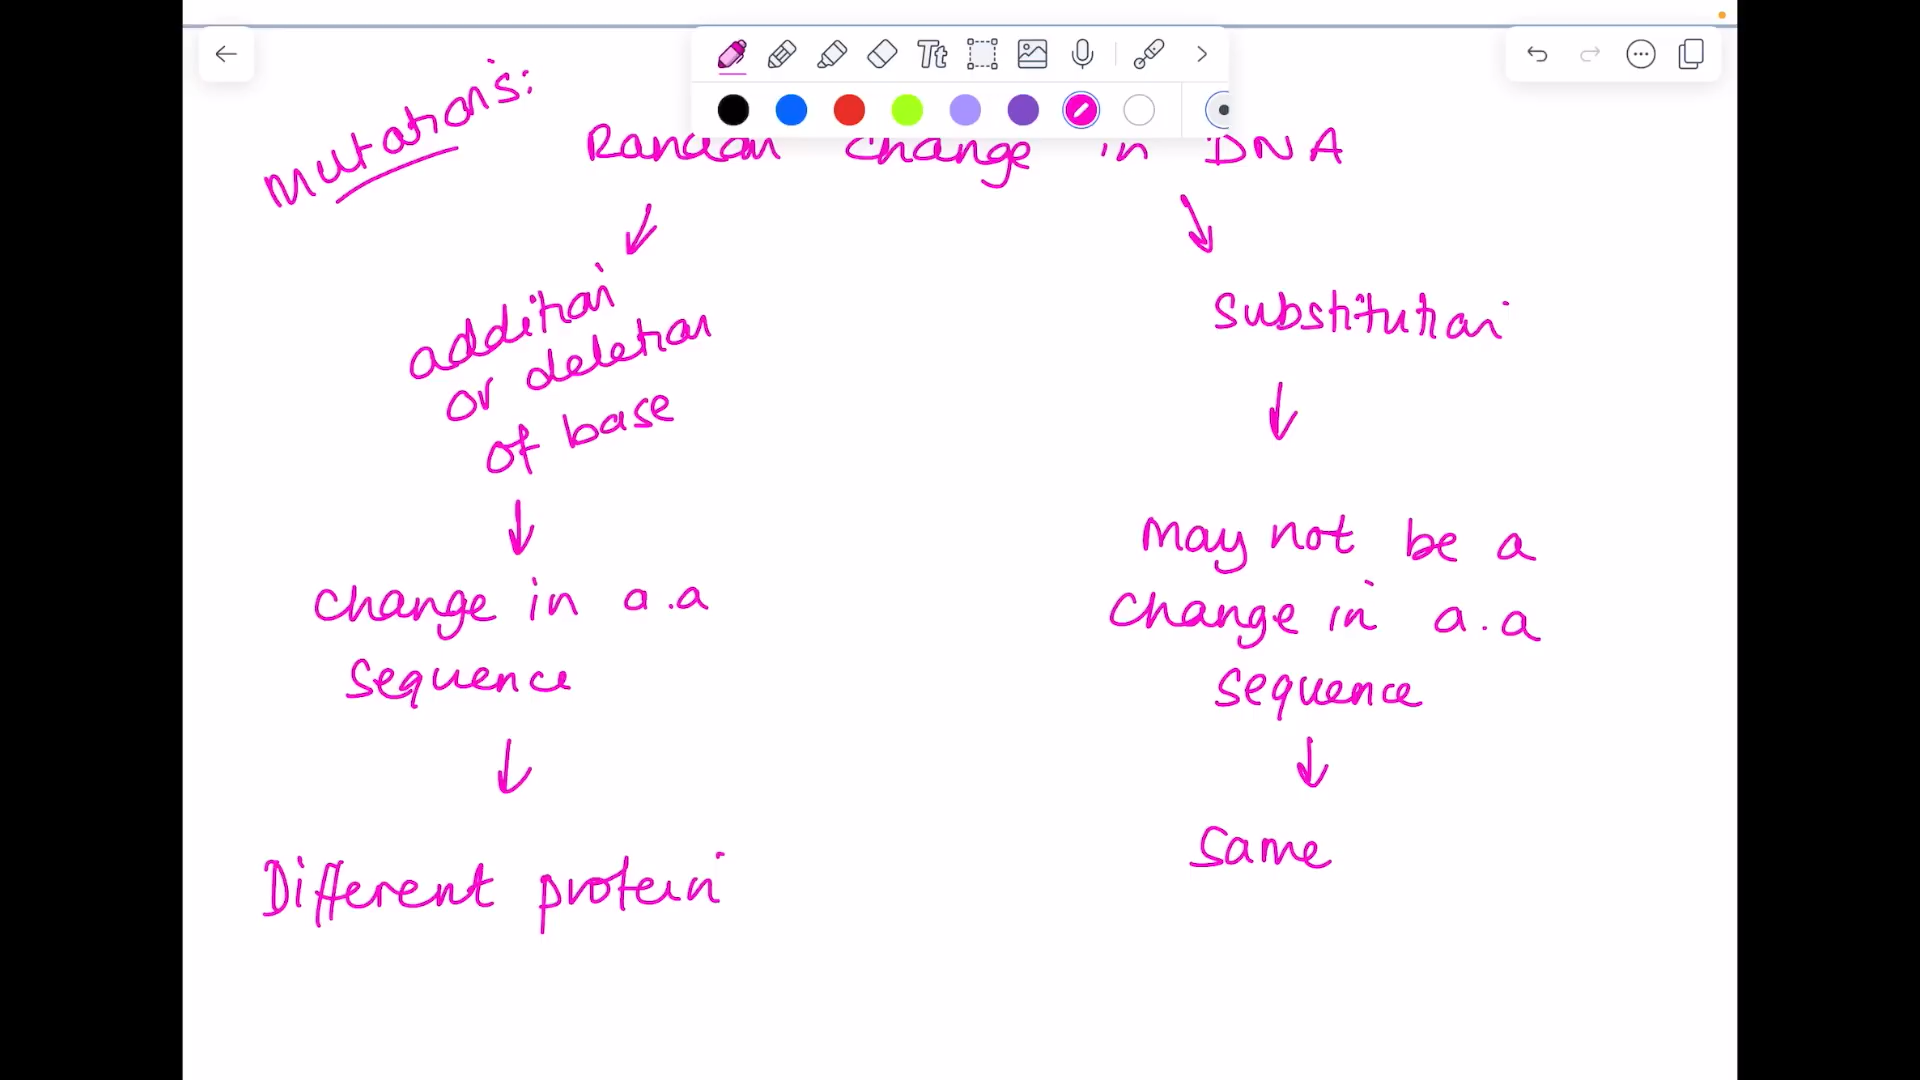 Tt
Mutations:
Random change in DNA
addition
or deletion
of base
Substitution
change in a.a
sequence
may not be a
change in a.a
sequence
Different protein
Same